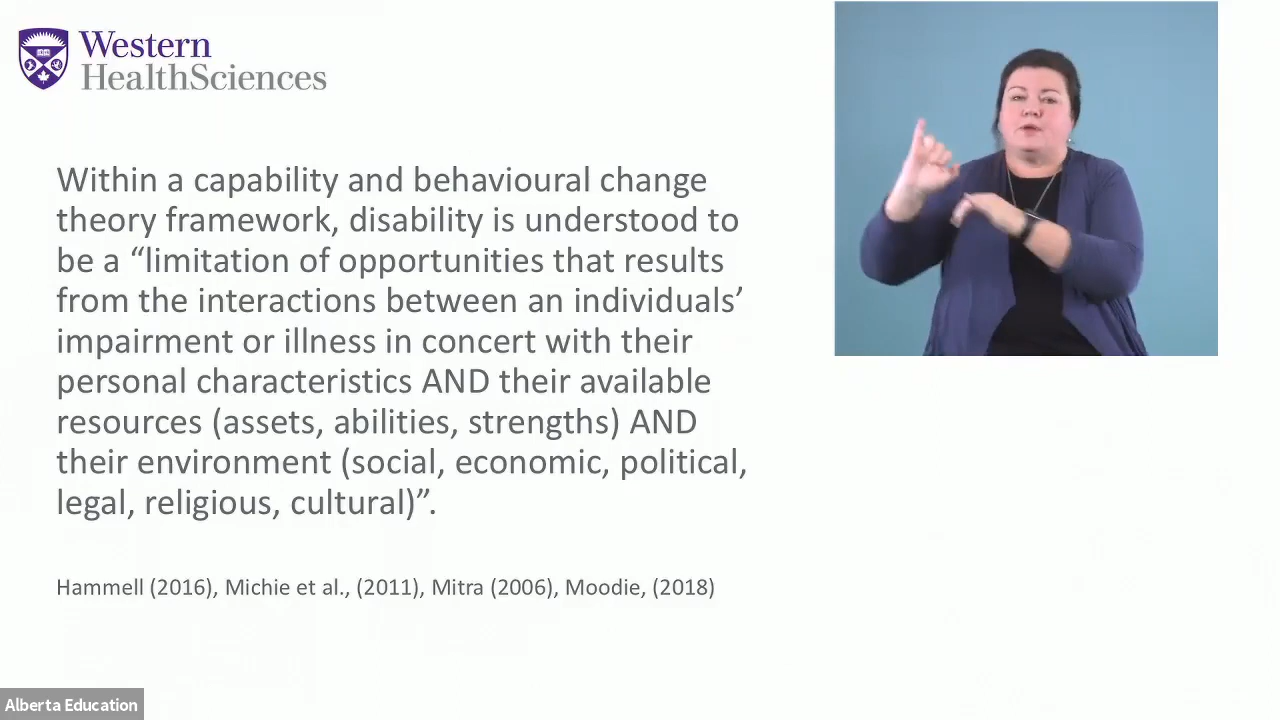 Western
HealthSciences
Within a capability and behavioural change
theory framework, disability is understood to
be a “limitation of opportunities that results
from the interactions between an individuals’
impairment or illness in concert with their
personal characteristics AND their available
resources (assets, abilities, strengths) AND
their environment (social, economic, political,
legal, religious, cultural)”.
Hammell (2016), Michie et al., (2011), Mitra (2006), Moodie, (2018)
Alberta Education